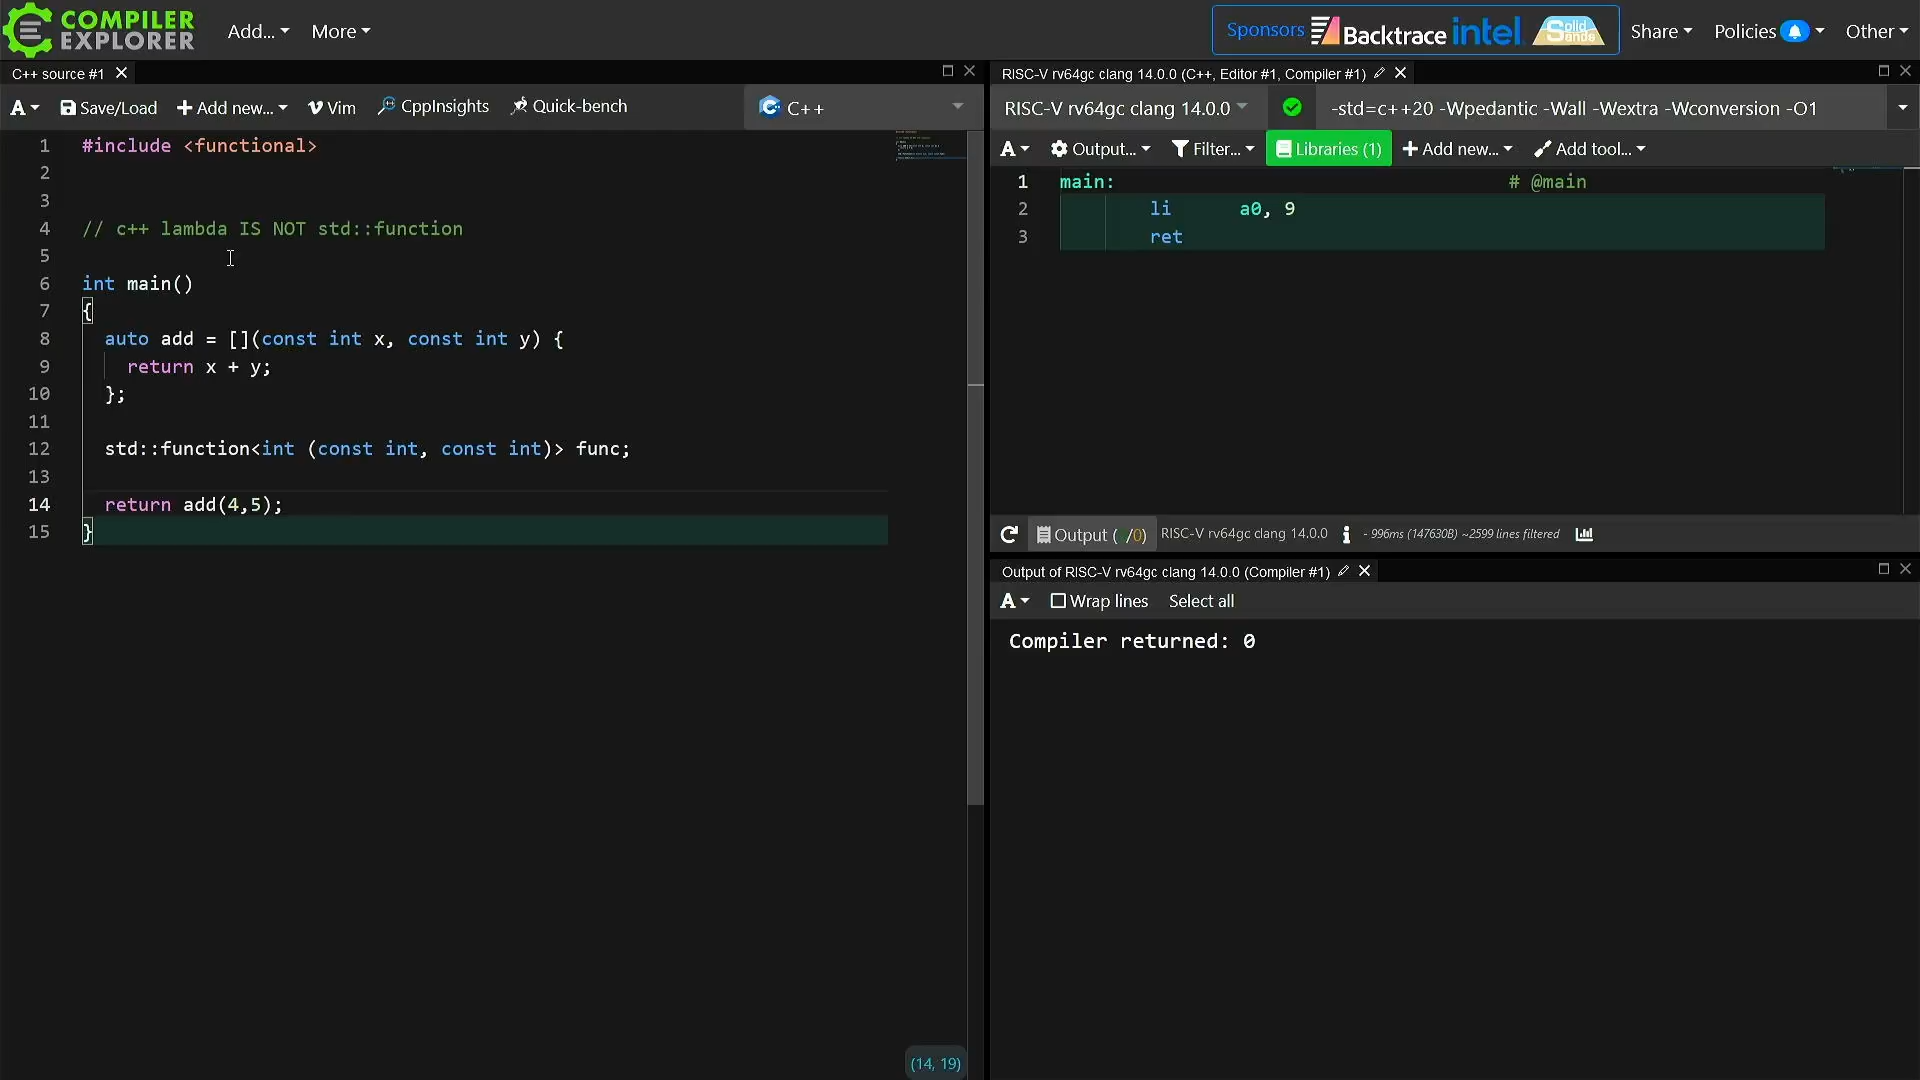 COMPILER
EXPLORER
Add...
More
Sponsors
Backtrace
intel
Solid
Sands
Share
Policies
Other
C++ source #1
A
Save/Load
Add new...
Vim
CppInsights
Quick-bench
C++
1 #include <functional>
2
3
4 // c++ lambda IS NOT std::function
5
6 int main()
7 {
8 auto add = [](const int x, const int y) {
9 return x + y;
10 };
11
12 std::function<int (const int, const int)> func;
13
14 return add(4,5);
15 }
(14, 19)
RISC-V rv64gc clang 14.0.0 (C++, Editor #1, Compiler #1)
RISC-V rv64gc clang 14.0.0
-std=c++20 -Wpedantic -Wall -Wextra -Wconversion -O1
A
Output...
Filter...
Libraries (1)
Add new...
Add tool...
1 main: # @main
2 li a0, 9
3 ret
Output ( /0)
RISC-V rv64gc clang 14.0.0
- 996ms (147630B) ~2599 lines filtered
Output of RISC-V rv64gc clang 14.0.0 (Compiler #1)
A
Wrap lines
Select all
Compiler returned: 0